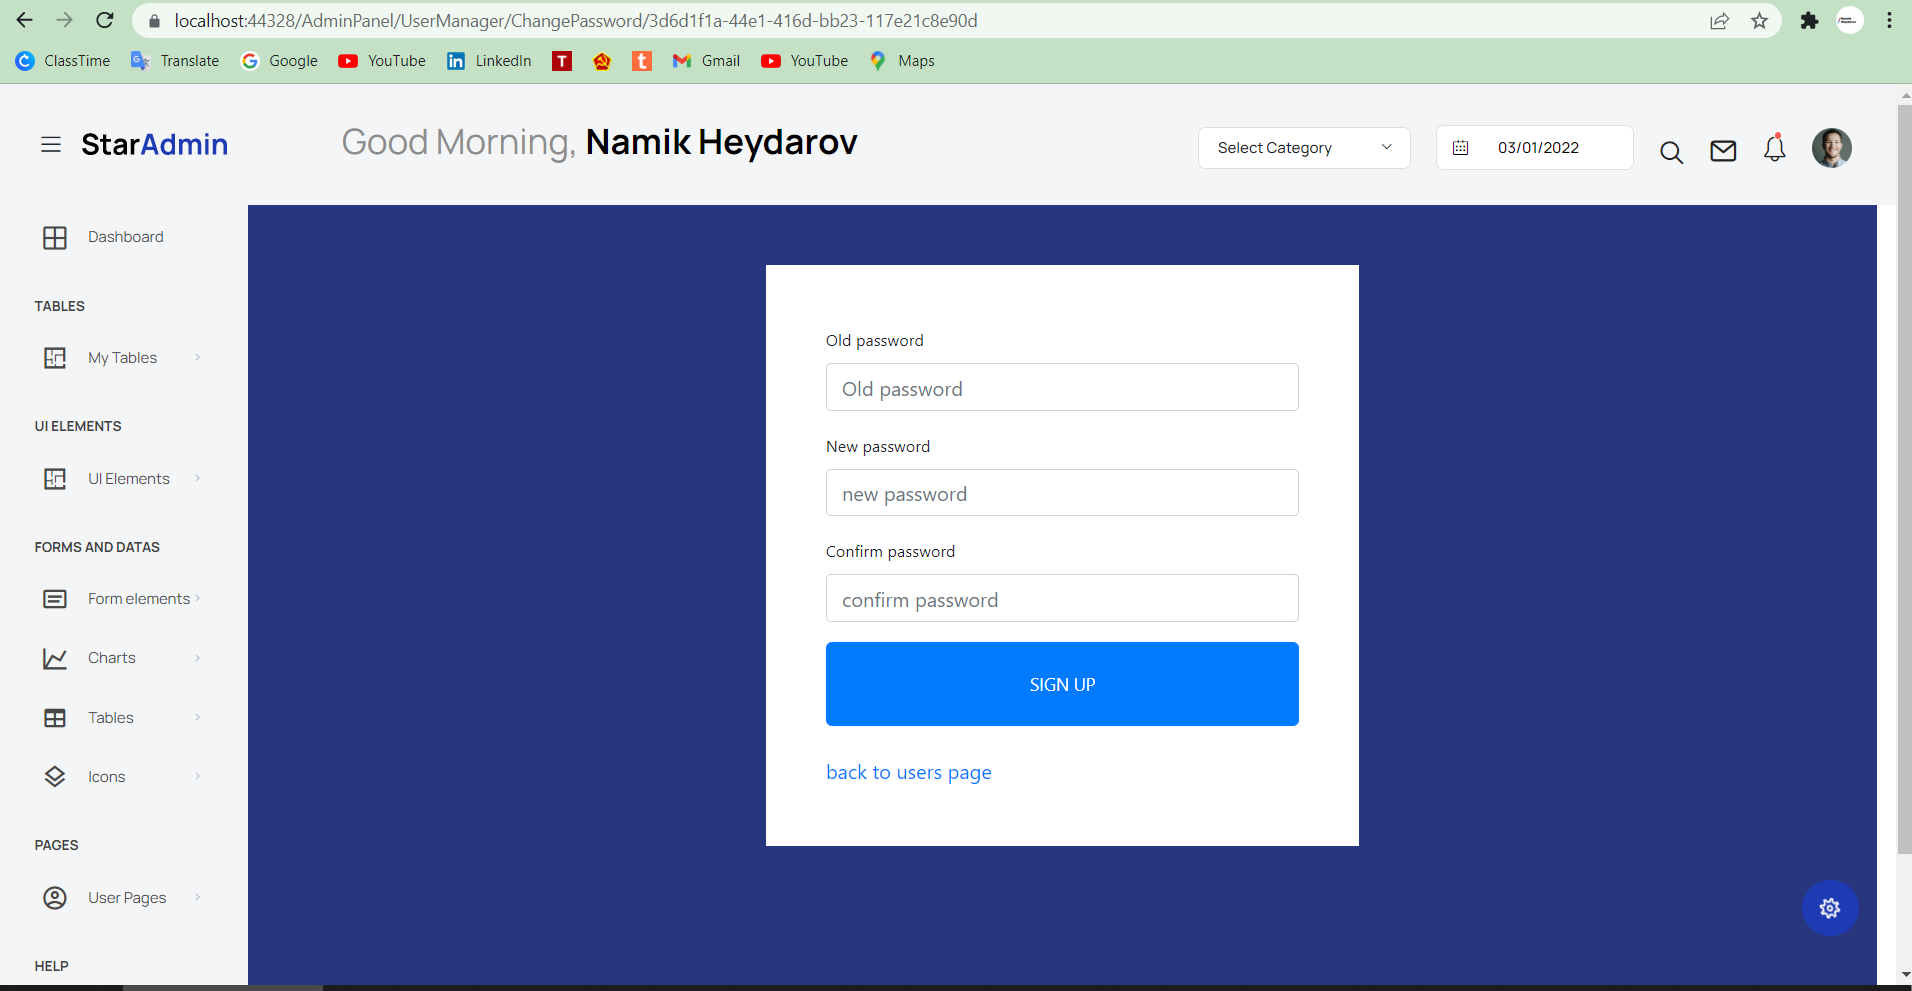 localhost:44328/AdminPanel/UserManager/ChangePassword/3d6d1f1a-44e1-416d-bb23-117e21c8e90d
ClassTime Translate Google YouTube LinkedIn Gmail YouTube Maps
StarAdmin
Good Morning, Namik Heydarov
Select Category
03/01/2022
Dashboard
TABLES
My Tables
UI ELEMENTS
UI Elements
FORMS AND DATAS
Form elements
Charts
Tables
Icons
PAGES
User Pages
HELP
Old password
Old password
New password
new password
Confirm password
confirm password
SIGN UP
back to users page